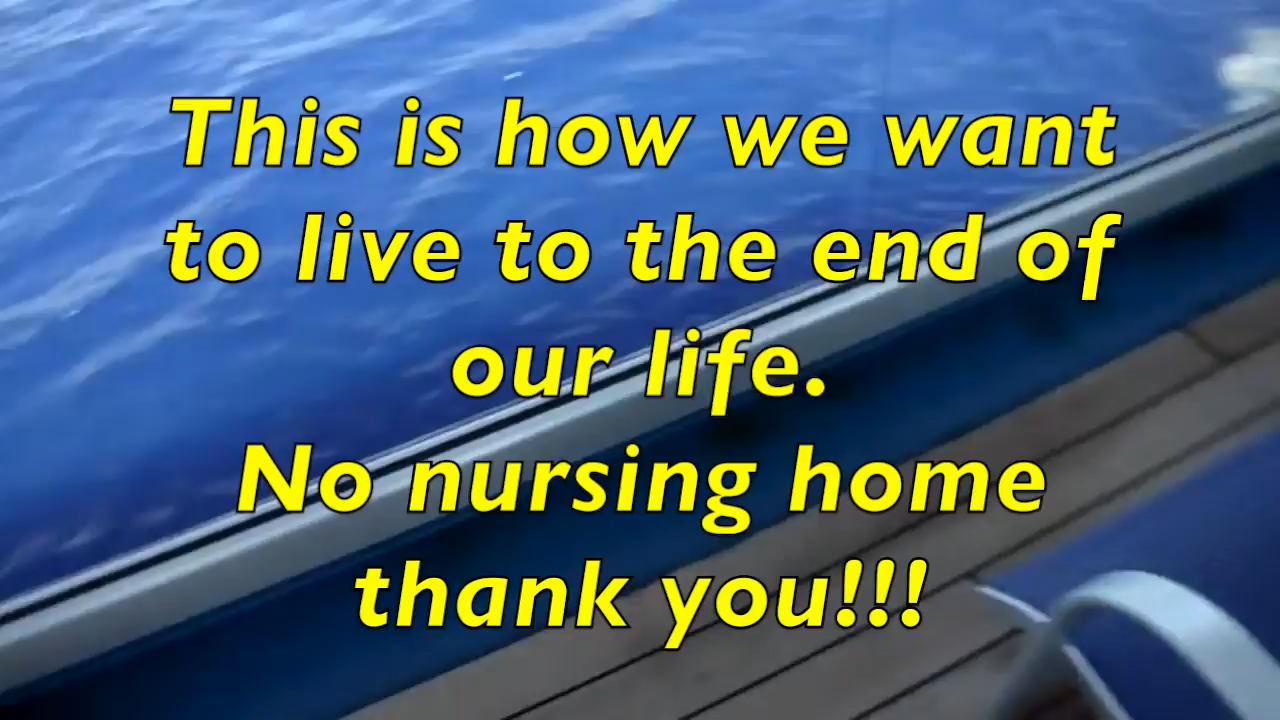 This is how we want
to live to the end of
our life.
No nursing home
thank you!!!